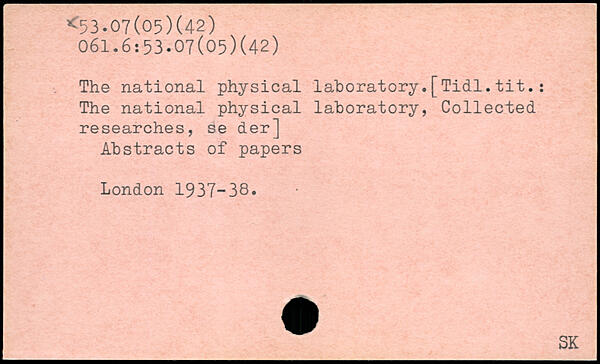 53.07(05)(42)
061.6:53.07(05)(42)
The national physical laboratory.[Tidl.tit.:
The national physical laboratory, Collected
researches, se der]
Abstracts of papers
London 1937-38.
SK